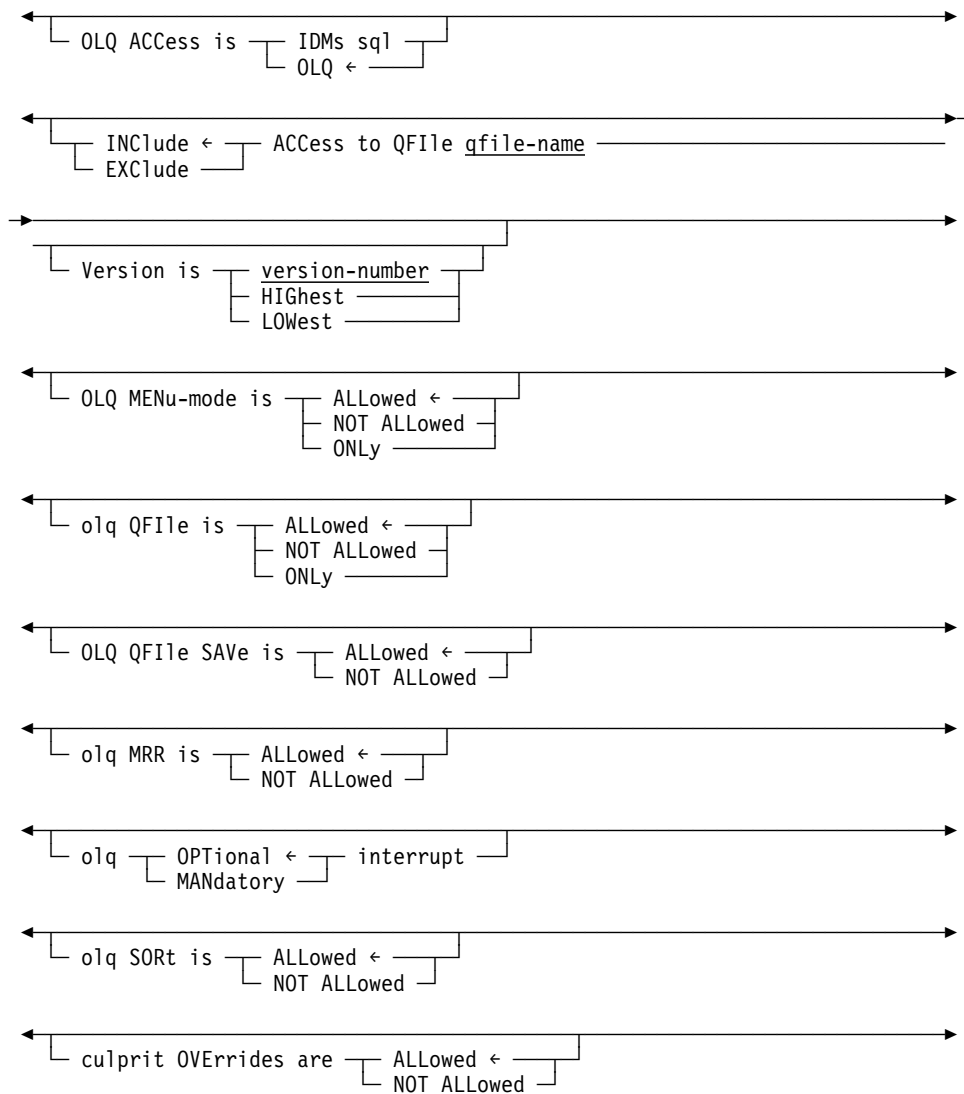 OLQ ACCess is IDMs sql
OLQ ←
INClude ← ACCess to QFIle qfile-name
EXClude
Version is version-number
HIGhest
LOWest
OLQ MENu-mode is ALLowed ←
NOT ALLowed
ONLy
olq QFIle is ALLowed ←
NOT ALLowed
ONLy
OLQ QFIle SAVe is ALLowed ←
NOT ALLowed
olq MRR is ALLowed ←
NOT ALLowed
olq OPTional ← interrupt
MANdatory
olq SORt is ALLowed ←
NOT ALLowed
culprit OVErrides are ALLowed ←
NOT ALLowed